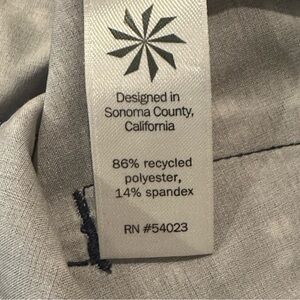 Designed in
Sonoma County,
California
86% recycled
polyester,
14% spandex
RN #54023